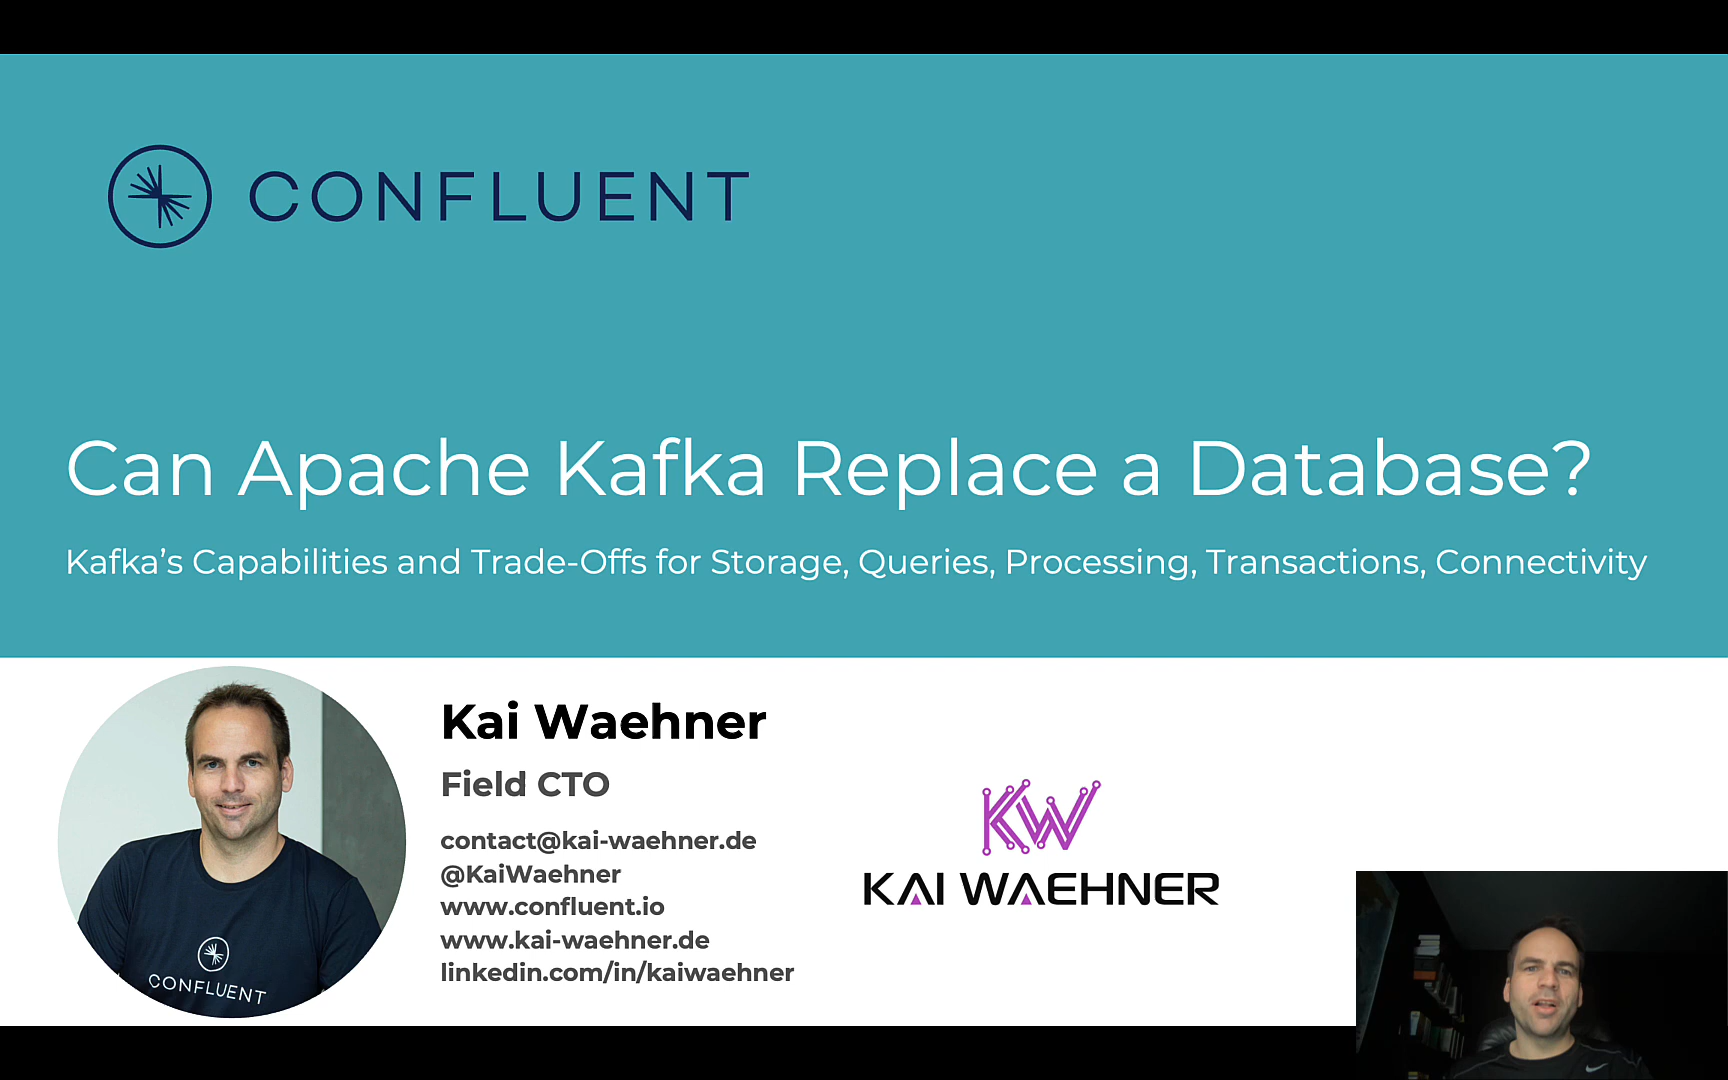 CONFLUENT
Can Apache Kafka Replace a Database?
Kafka’s Capabilities and Trade-Offs for Storage, Queries, Processing, Transactions, Connectivity
Kai Waehner
Field CTO
contact@kai-waehner.de
@KaiWaehner
www.confluent.io
www.kai-waehner.de
linkedin.com/in/kaiwaehner
CONFLUENT
KW
KAI WAEHNER